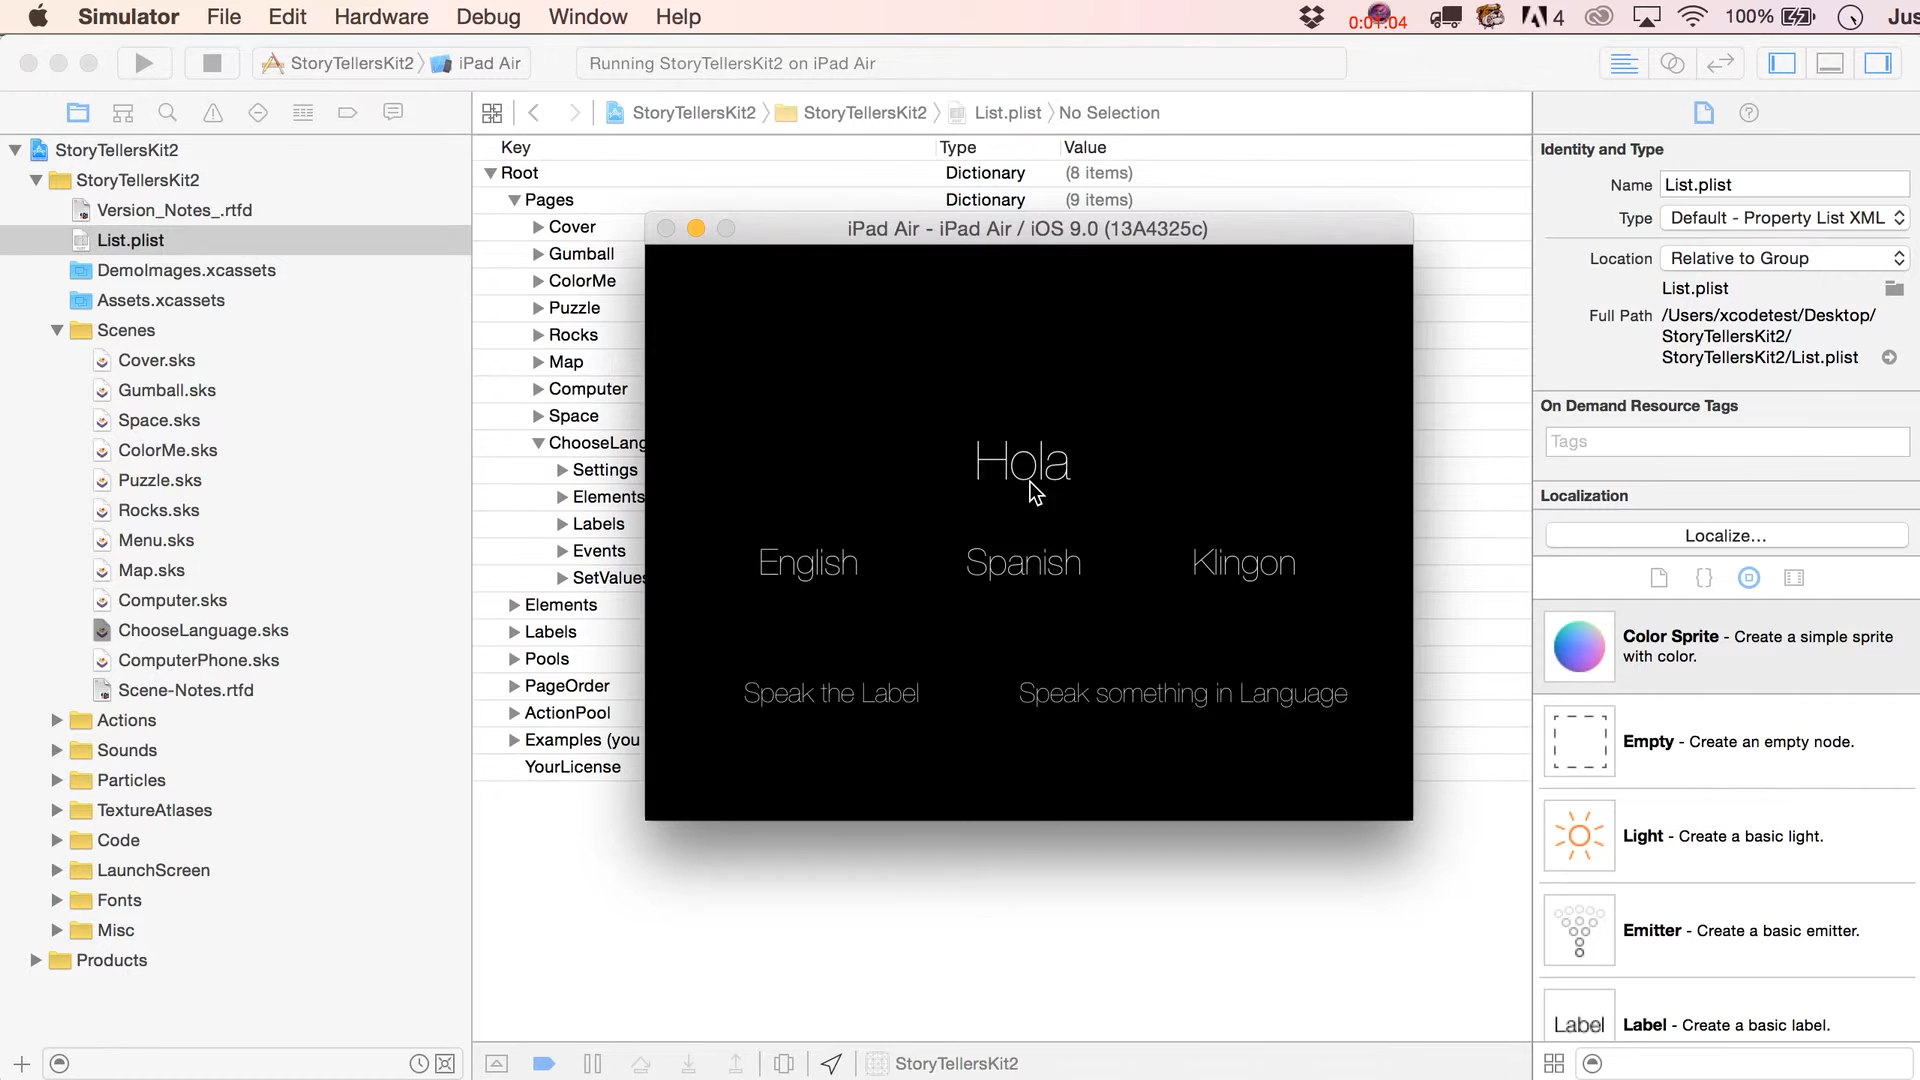 Simulator File Edit Hardware Debug Window Help 0:01:04 4 100% Jus
StoryTellersKit2 iPad Air Running StoryTellersKit2 on iPad Air
StoryTellersKit2 StoryTellersKit2 List.plist No Selection
StoryTellersKit2
StoryTellersKit2
Version_Notes_.rtfd
List.plist
DemoImages.xcassets
Assets.xcassets
Scenes
Cover.sks
Gumball.sks
Space.sks
ColorMe.sks
Puzzle.sks
Rocks.sks
Menu.sks
Map.sks
Computer.sks
ChooseLanguage.sks
ComputerPhone.sks
Scene-Notes.rtfd
Actions
Sounds
Particles
TextureAtlases
Code
LaunchScreen
Fonts
Misc
Products
Key Type Value
Root Dictionary (8 items)
Pages Dictionary (9 items)
Cover
Gumball
ColorMe
Puzzle
Rocks
Map
Computer
Space
ChooseLang
Settings
Elements
Labels
Events
SetValues
Elements
Labels
Pools
PageOrder
ActionPool
Examples (you
YourLicense
iPad Air - iPad Air / iOS 9.0 (13A4325c)
Hola
English Spanish Klingon
Speak the Label Speak something in Language
StoryTellersKit2
Identity and Type
Name List.plist
Type Default - Property List XML
Location Relative to Group
List.plist
Full Path /Users/xcodetest/Desktop/
StoryTellersKit2/
StoryTellersKit2/List.plist
On Demand Resource Tags
Tags
Localization
Localize...
Color Sprite - Create a simple sprite
with color.
Empty - Create an empty node.
Light - Create a basic light.
Emitter - Create a basic emitter.
Label Label - Create a basic label.